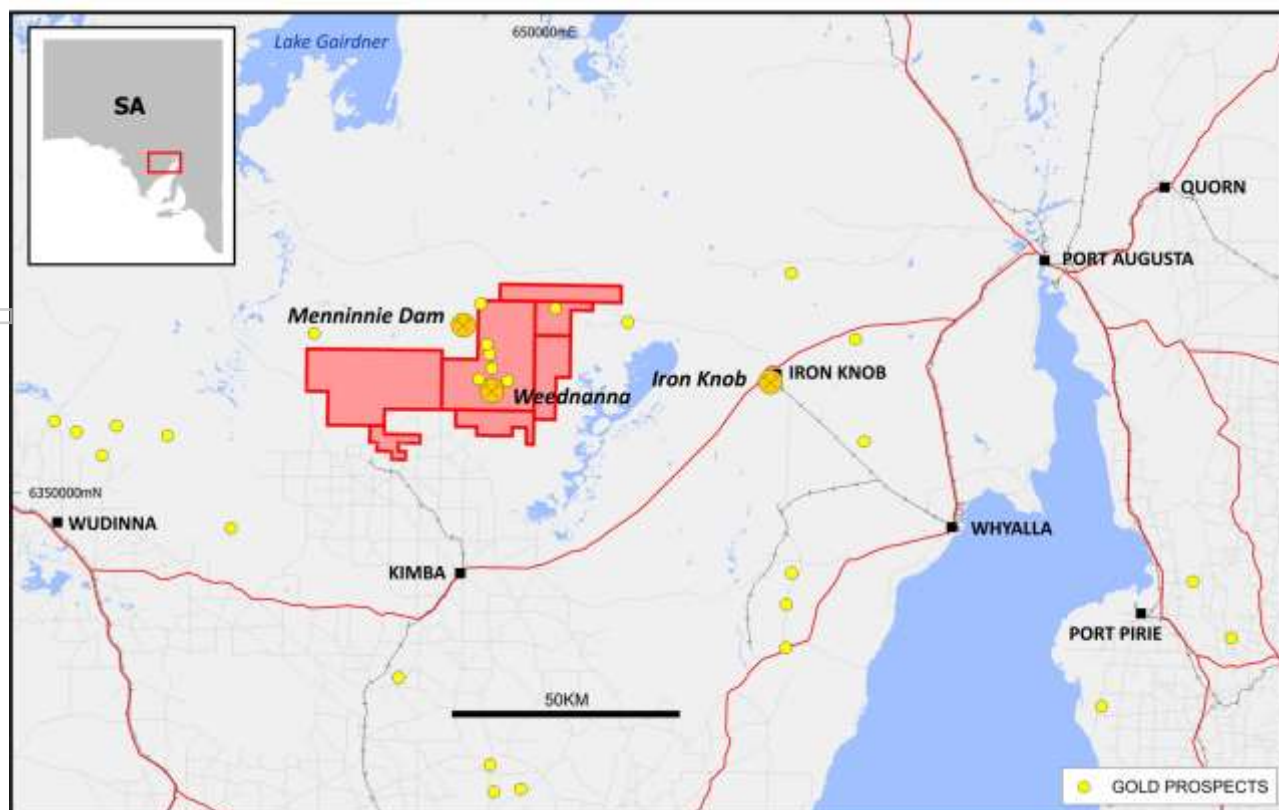 650000mE
Lake Gairdner
SA
QUORN
PORT AUGUSTA
Menninnie Dam
Iron Knob
IRON KNOB
Weednanna
6350000mN
WUDINNA
WHYALLA
KIMBA
PORT PIRIE
50KM
GOLD PROSPECTS